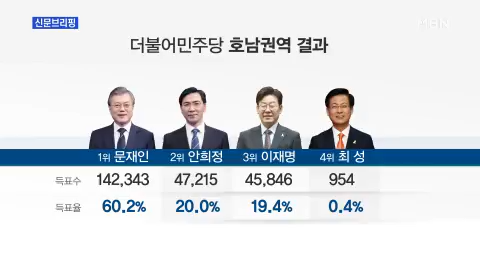 신문브리핑
MBN
더불어민주당 호남권역 결과
1위 문재인 2위 안희정 3위 이재명 4위 최 성
득표수 142,343 47,215 45,846 954
득표율 60.2% 20.0% 19.4% 0.4%